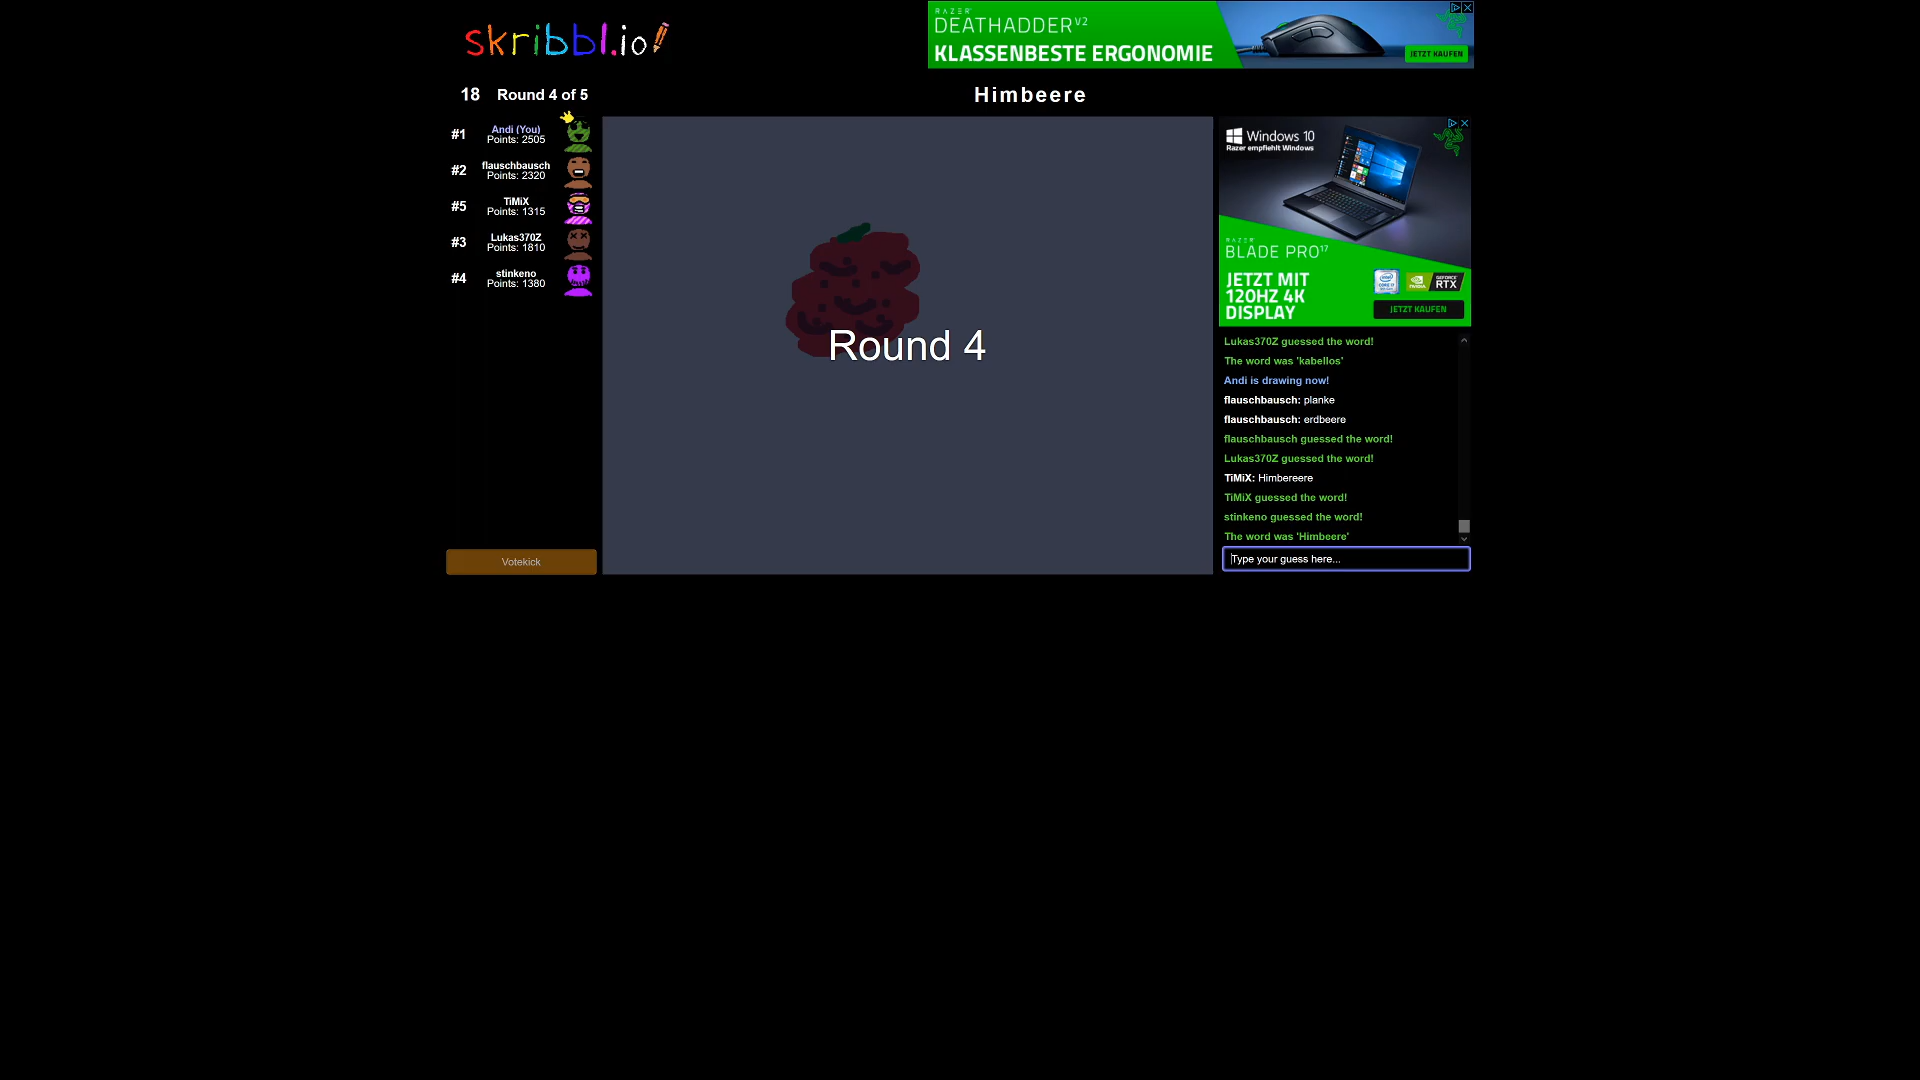 skribbl.io
RAZER
DEATHADDER V2
KLASSENBESTE ERGONOMIE
JETZT KAUFEN
18 Round 4 of 5
Himbeere
#1 Andi (You)
Points: 2505
#2 flauschbausch
Points: 2320
#5 TiMiX
Points: 1315
#3 Lukas370Z
Points: 1810
#4 stinkeno
Points: 1380
Votekick
Round 4
Windows 10
Razer empfiehlt Windows
RAZER
BLADE PRO 17
JETZT MIT
120HZ 4K
DISPLAY
GEFORCE
RTX
JETZT KAUFEN
Lukas370Z guessed the word!
The word was 'kabellos'
Andi is drawing now!
flauschbausch: planke
flauschbausch: erdbeere
flauschbausch guessed the word!
Lukas370Z guessed the word!
TiMiX: Himbereere
TiMiX guessed the word!
stinkeno guessed the word!
The word was 'Himbeere'
Type your guess here...